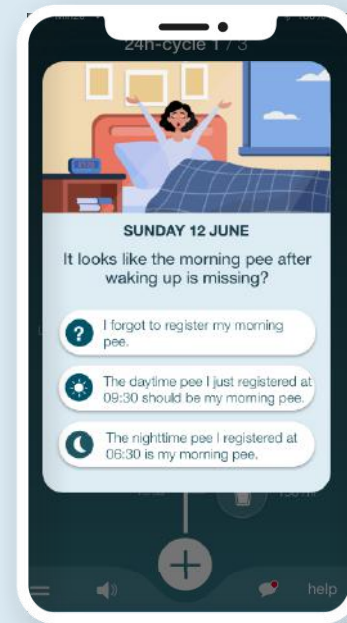 24h-cycle 1 / 3
SUNDAY 12 JUNE
It looks like the morning pee after
waking up is missing?
?
I forgot to register my morning
pee.
The daytime pee I just registered at
09:30 should be my morning pee.
The nighttime pee I registered at
06:30 is my morning pee.
+
help